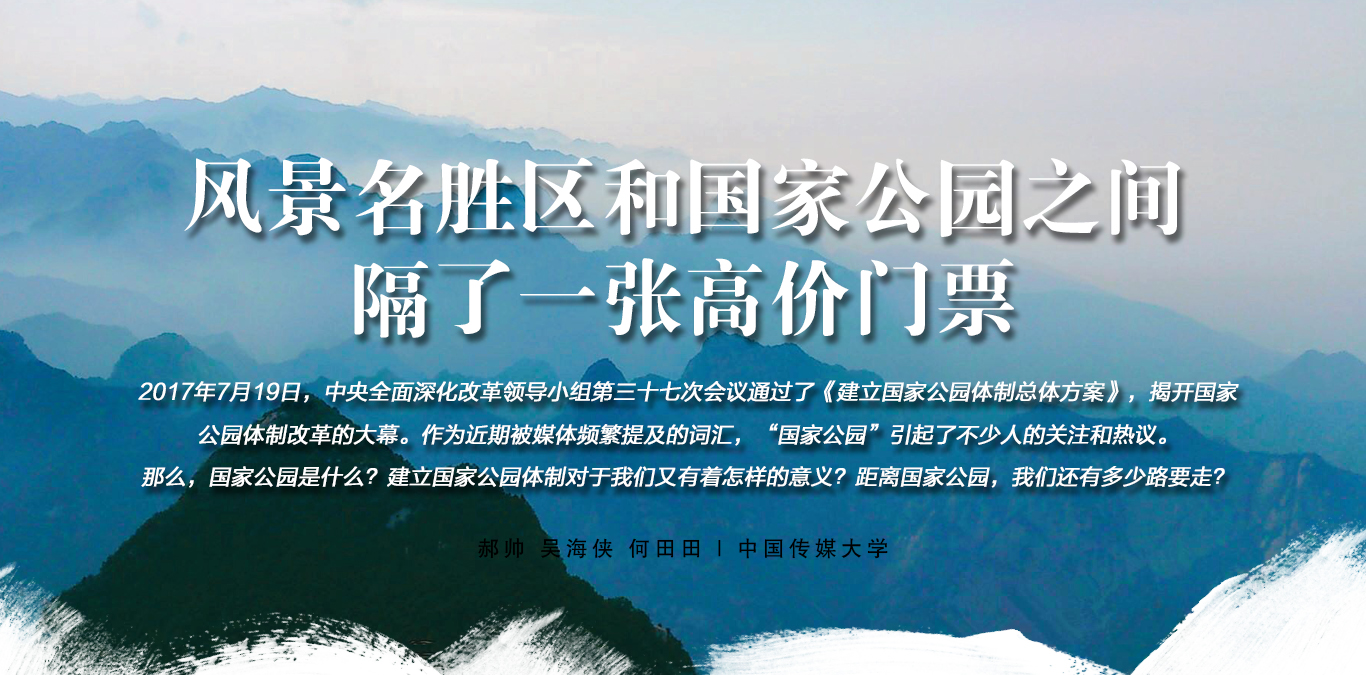 风景名胜区和国家公园之间
隔了一张高价门票
2017年7月19日，中央全面深化改革领导小组第三十七次会议通过了《建立国家公园体制总体方案》，揭开国家
公园体制改革的大幕。作为近期被媒体频繁提及的词汇，“国家公园”引起了不少人的关注和热议。
那么，国家公园是什么？建立国家公园体制对于我们又有着怎样的意义？距离国家公园，我们还有多少路要走？
郝帅 吴海侠 何田田 | 中国传媒大学